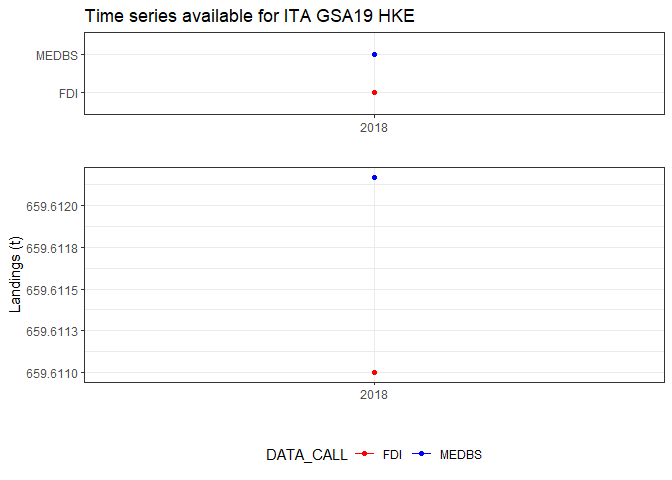 Time series available for ITA GSA19 HKE
MEDBS
FDI
2018
Landings (t)
659.6120
659.6118
659.6115
659.6113
659.6110
2018
DATA_CALL FDI MEDBS